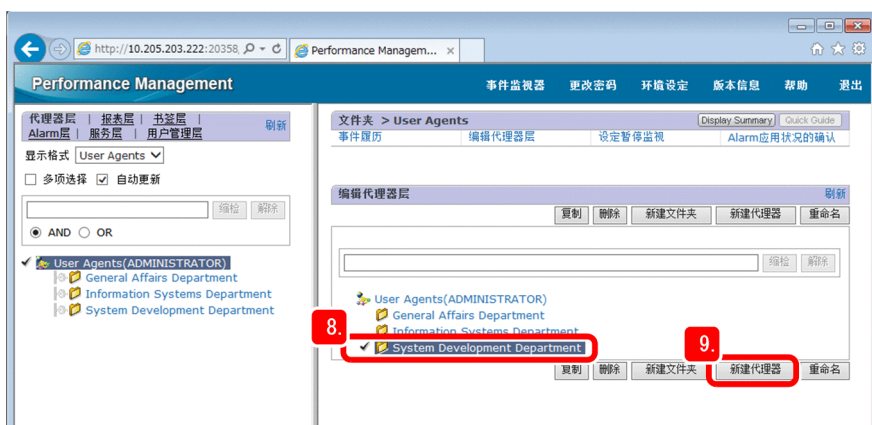 http://10.205.203.222:20358,
Performance Managem...
Performance Management
事件监视器 更改密码 环境设定 版本信息 帮助 退出
代理器层 | 报表层 | 书签层 |
Alarm层 | 服务层 | 用户管理层
刷新
显示格式 User Agents
多项选择 自动更新
缩检 解除
AND OR
User Agents(ADMINISTRATOR)
General Affairs Department
Information Systems Department
System Development Department
文件夹 > User Agents
Display Summary Quick Guide
事件履历 编辑代理器层 设定暂停监视 Alarm应用状况的确认
编辑代理器层 刷新
复制 删除 新建文件夹 新建代理器 重命名
缩检 解除
User Agents(ADMINISTRATOR)
General Affairs Department
Information Systems Department
8.
System Development Department
9.
复制 删除 新建文件夹 新建代理器 重命名